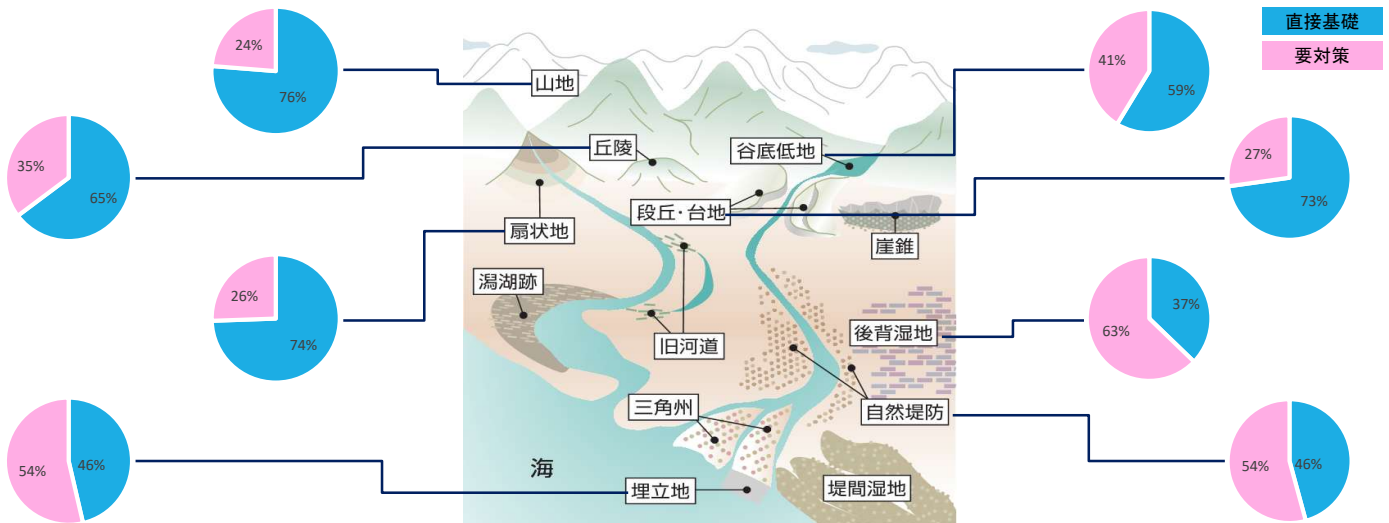 直接基礎
要対策
24%
76%
山地
41%
59%
35%
65%
丘陵
谷底低地
27%
73%
段丘・台地
崖錐
扇状地
26%
74%
潟湖跡
旧河道
後背湿地
37%
63%
三角州
自然堤防
54%
46%
海
埋立地
堤間湿地
54%
46%